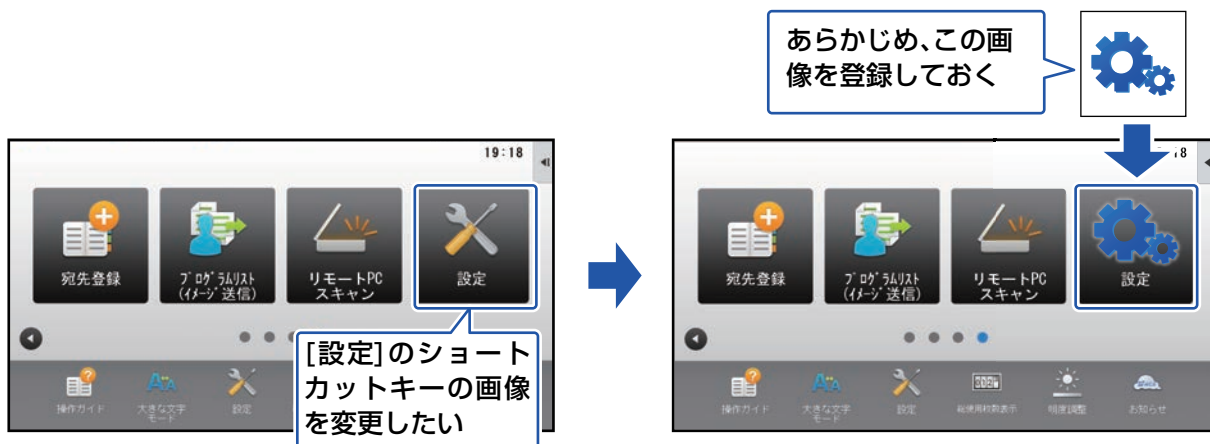 あらかじめ、この画
像を登録しておく
19:18
宛先登録
ﾌﾟﾛｸﾞﾗﾑﾘｽﾄ
(ｲﾒｰｼﾞ送信)
リモートPC
スキャン
設定
[設定]のショート
カットキーの画像
を変更したい
操作ガイド
大きな文字
モード
設定
18
宛先登録
ﾌﾟﾛｸﾞﾗﾑﾘｽﾄ
(ｲﾒｰｼﾞ送信)
リモートPC
スキャン
設定
操作ガイド
大きな文字
モード
設定
総使用枚数表示
明度調整
お知らせ